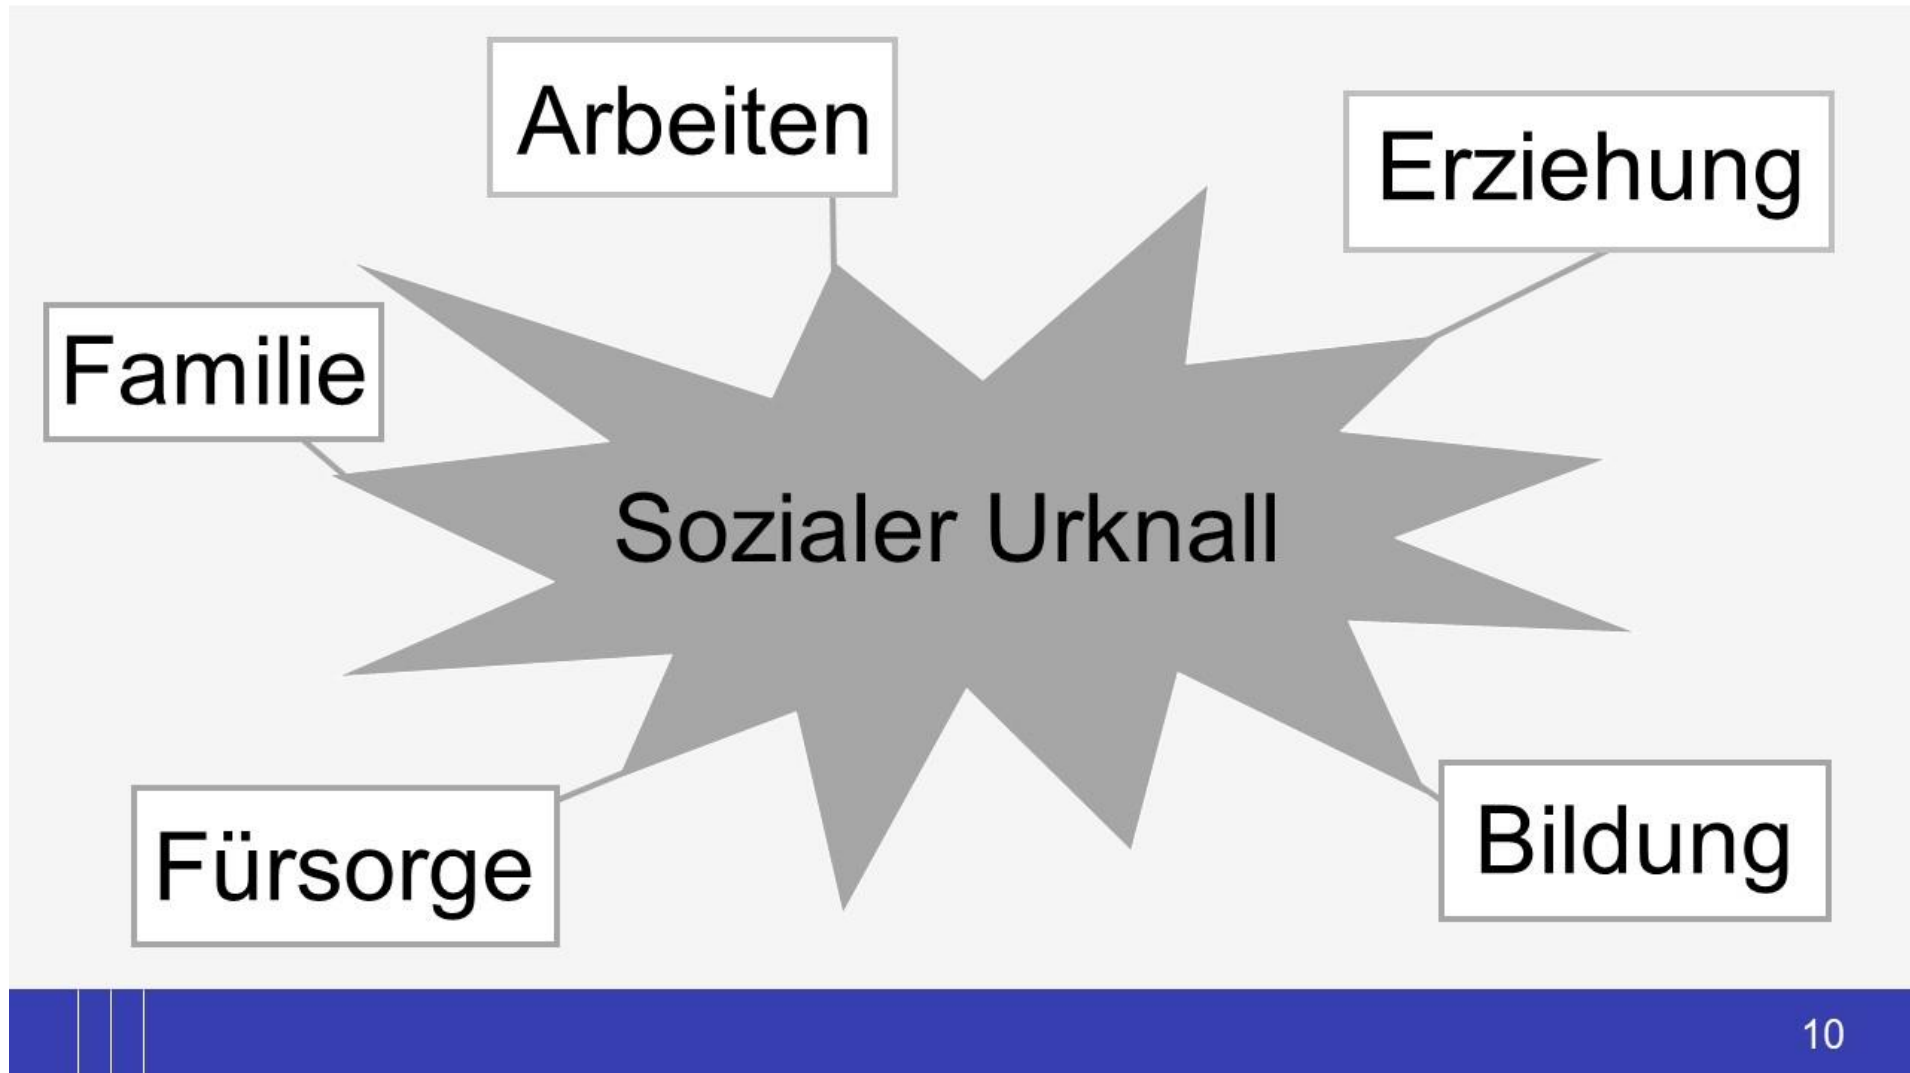 Arbeiten
Erziehung
Familie
Sozialer Urknall
Fürsorge
Bildung
10